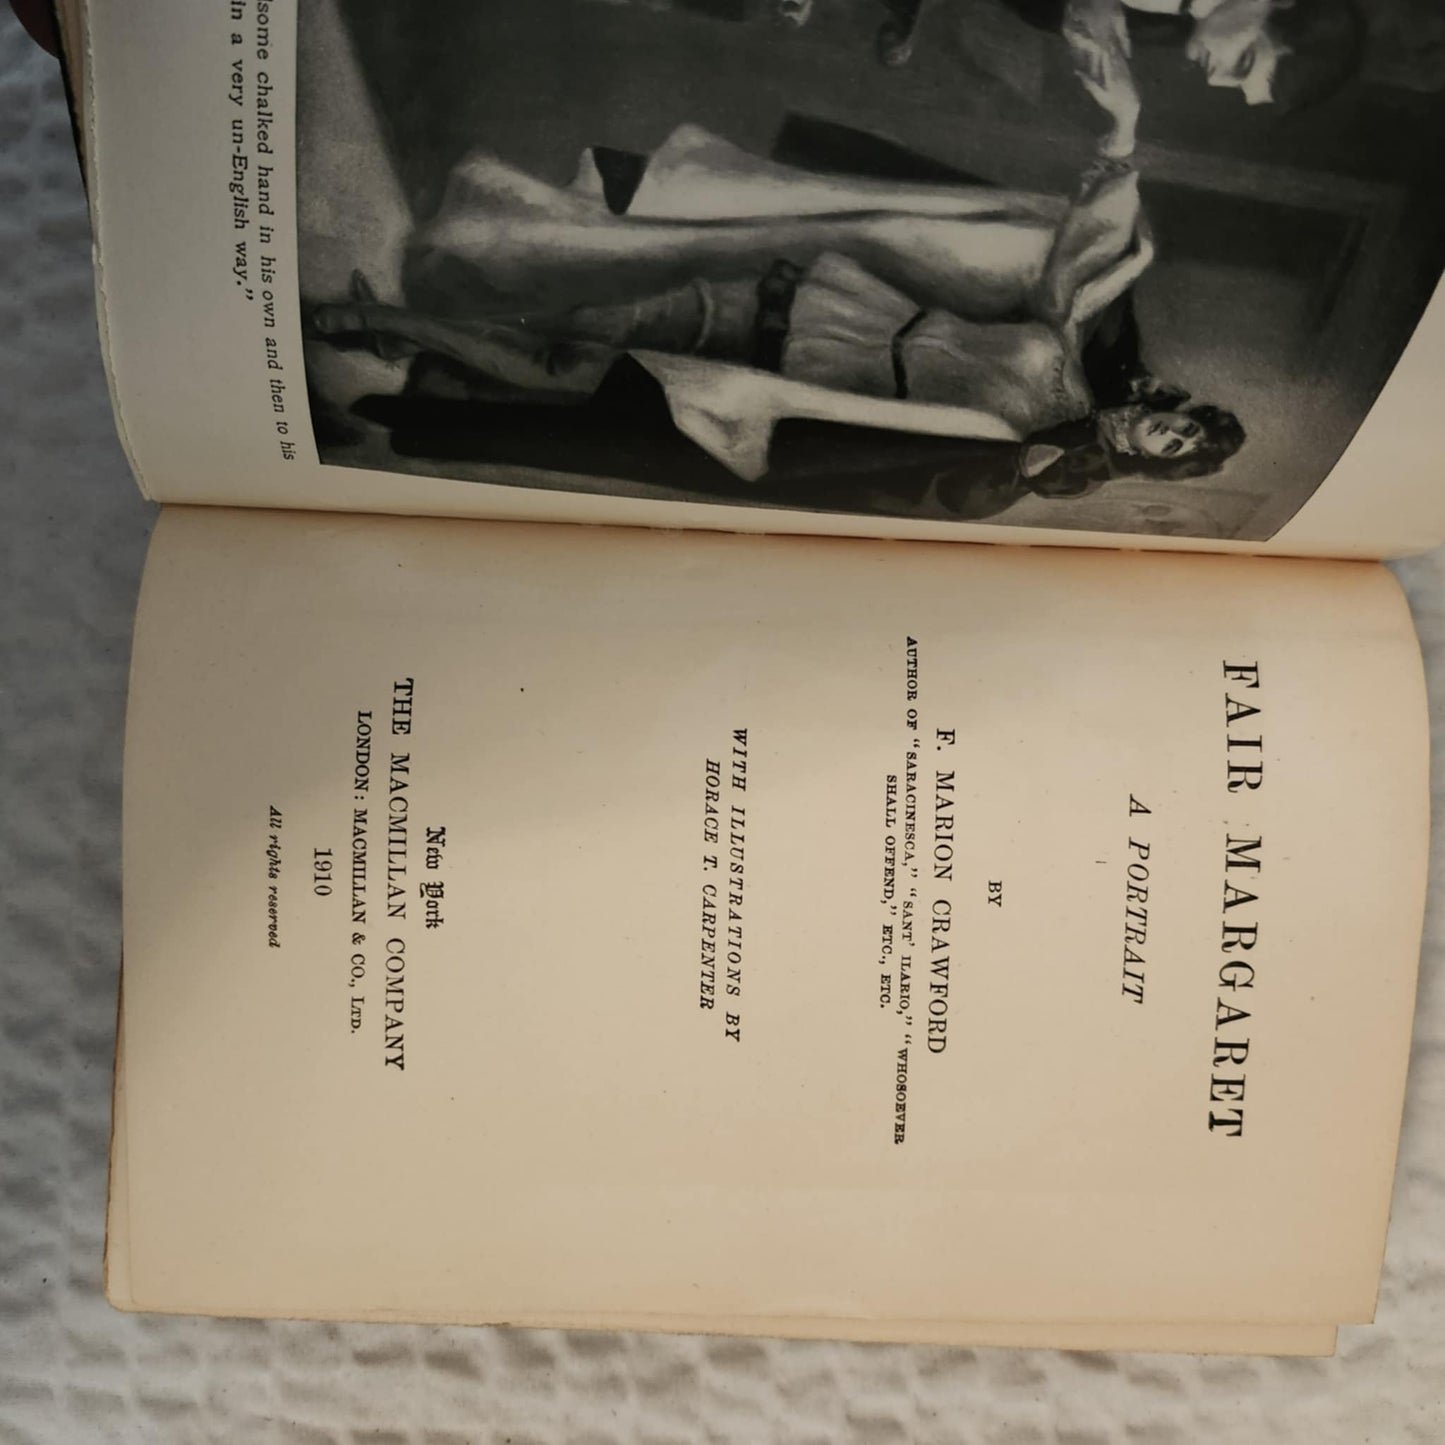 some chalked hand in his own and then to his
in a very un-English way."
FAIR MARGARET
A PORTRAIT
BY
F. MARION CRAWFORD
AUTHOR OF "SARACINESCA," "SANT' ILARIO," "WHOSOEVER
SHALL OFFEND," ETC., ETC.
WITH ILLUSTRATIONS BY
HORACE T. CARPENTER
New York
THE MACMILLAN COMPANY
LONDON: MACMILLAN & CO., LTD.
1910
All rights reserved